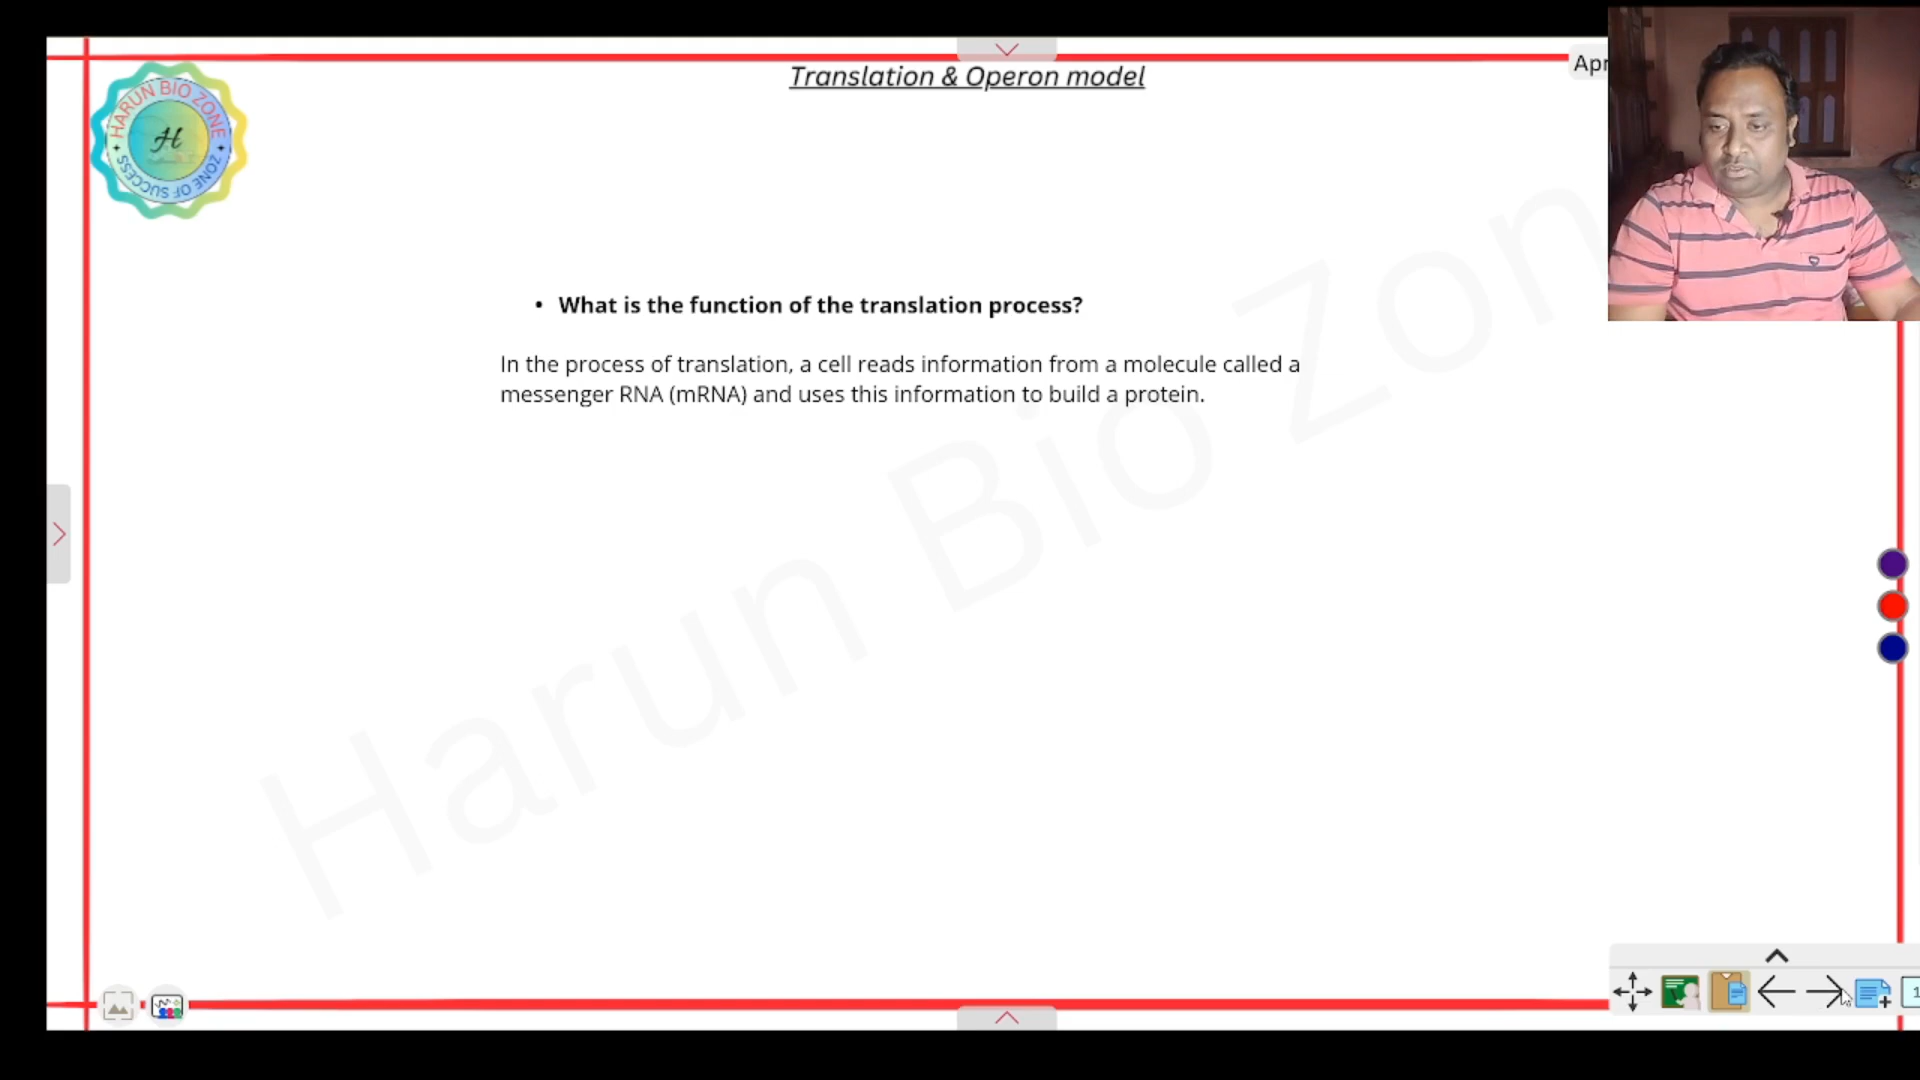 Translation & Operon model
Apr
HARUN BIO ZONE
H
ZONE OF SUCCESS
• What is the function of the translation process?
In the process of translation, a cell reads information from a molecule called a
messenger RNA (mRNA) and uses this information to build a protein.
Harun Bio Zon
1